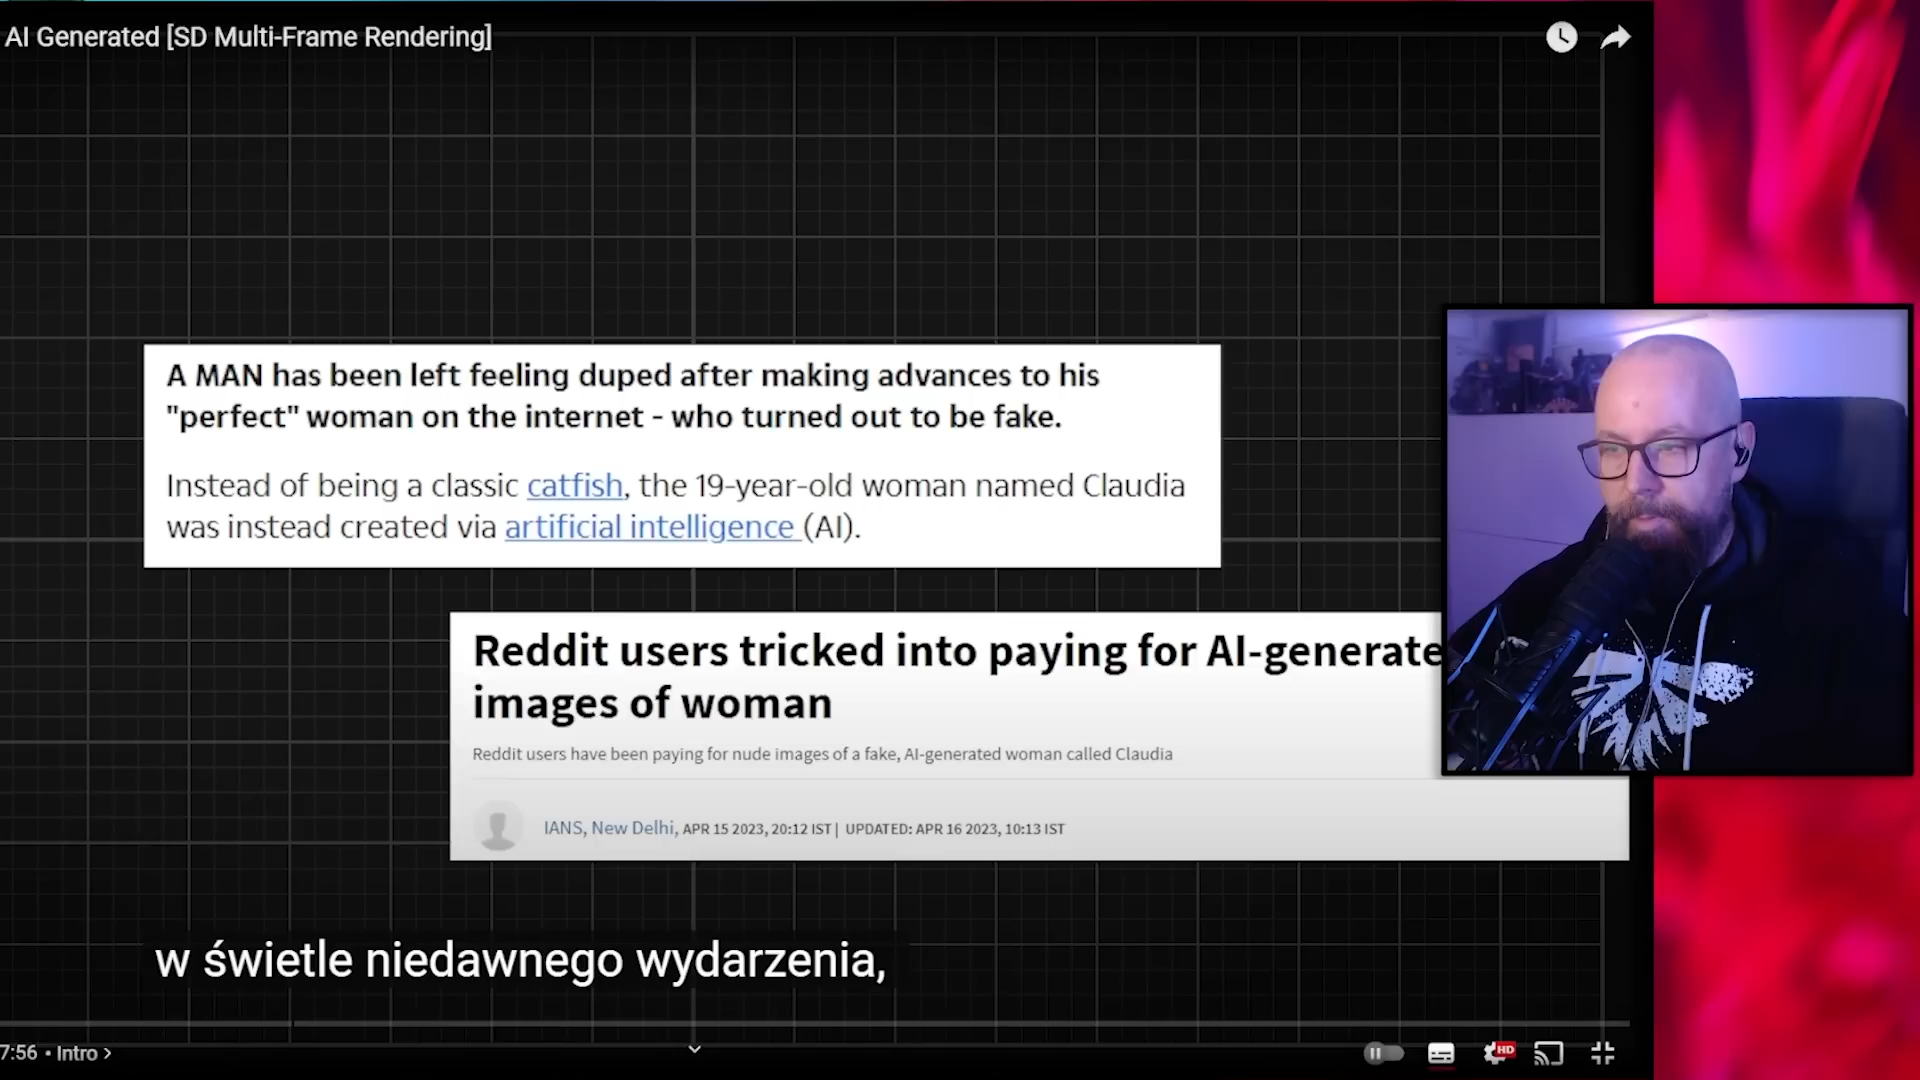 AI Generated [SD Multi-Frame Rendering]
A MAN has been left feeling duped after making advances to his
"perfect" woman on the internet - who turned out to be fake.
Instead of being a classic catfish, the 19-year-old woman named Claudia
was instead created via artificial intelligence (AI).
Reddit users tricked into paying for AI-generate
images of woman
Reddit users have been paying for nude images of a fake, AI-generated woman called Claudia
IANS, New Delhi, APR 15 2023, 20:12 IST | UPDATED: APR 16 2023, 10:13 IST
w świetle niedawnego wydarzenia,
7:56 • Intro >
HD